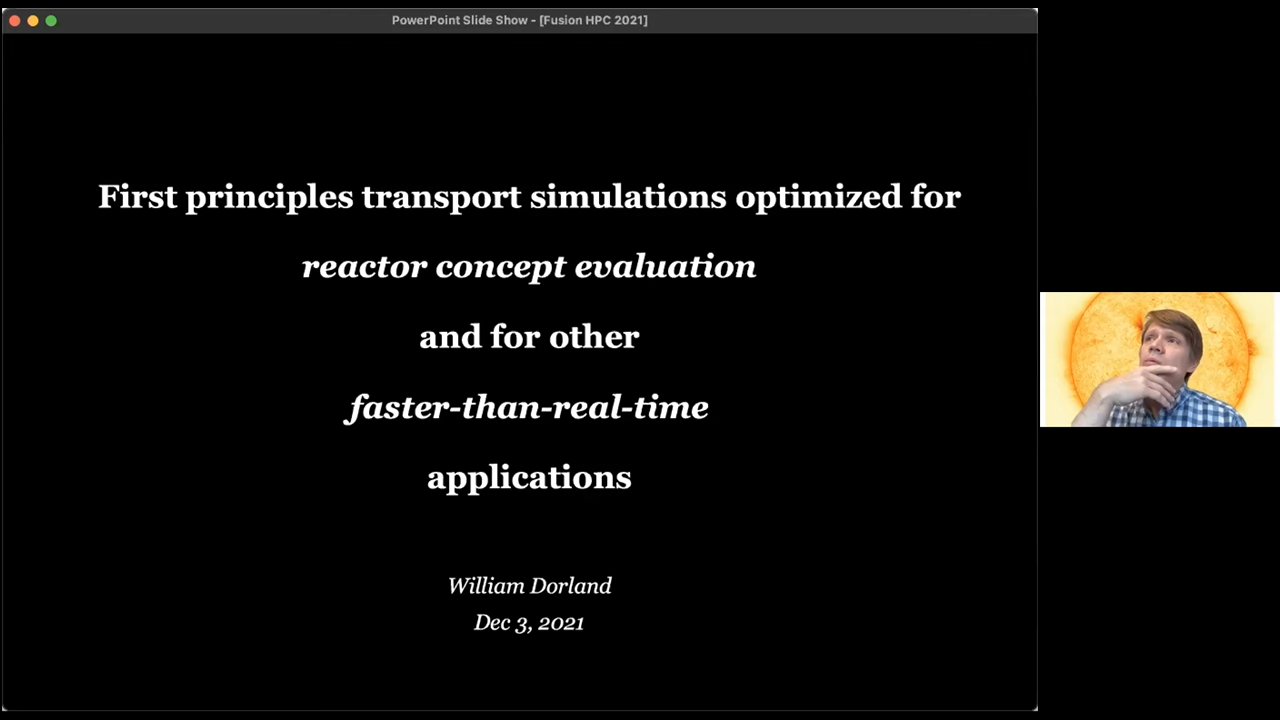 PowerPoint Slide Show - [Fusion HPC 2021]
First principles transport simulations optimized for
reactor concept evaluation
and for other
faster-than-real-time
applications
William Dorland
Dec 3, 2021